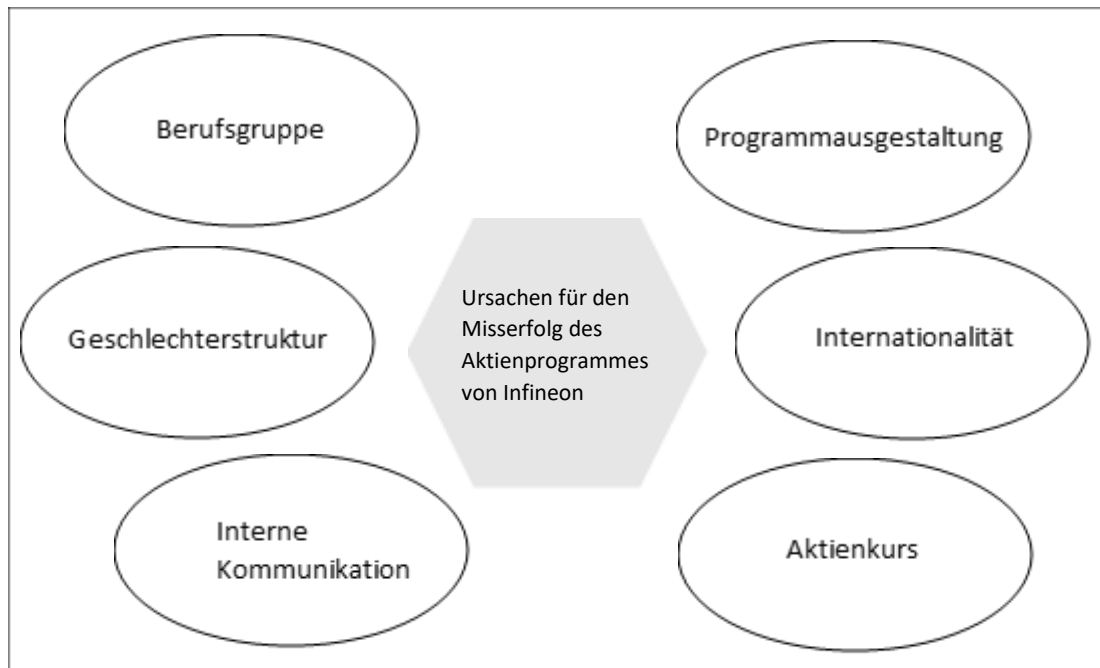 Berufsgruppe
Programmausgestaltung
Geschlechterstruktur
Ursachen für den
Misserfolg des
Aktienprogrammes
von Infineon
Internationalität
Interne
Kommunikation
Aktienkurs